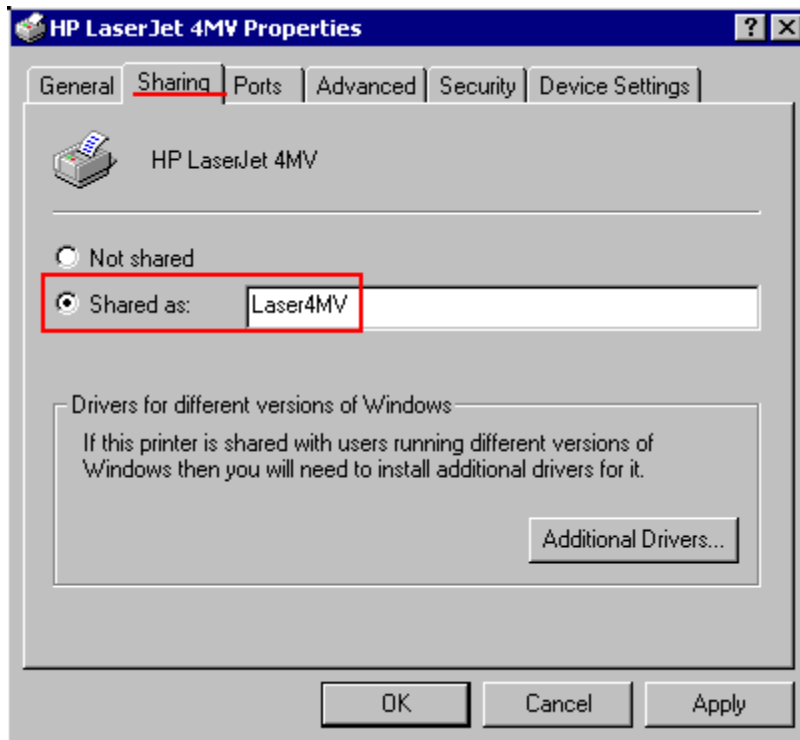 HP LaserJet 4MV Properties
General Sharing Ports Advanced Security Device Settings
HP LaserJet 4MV
Not shared
Shared as: Laser4MV
Drivers for different versions of Windows
If this printer is shared with users running different versions of
Windows then you will need to install additional drivers for it.
Additional Drivers...
OK Cancel Apply